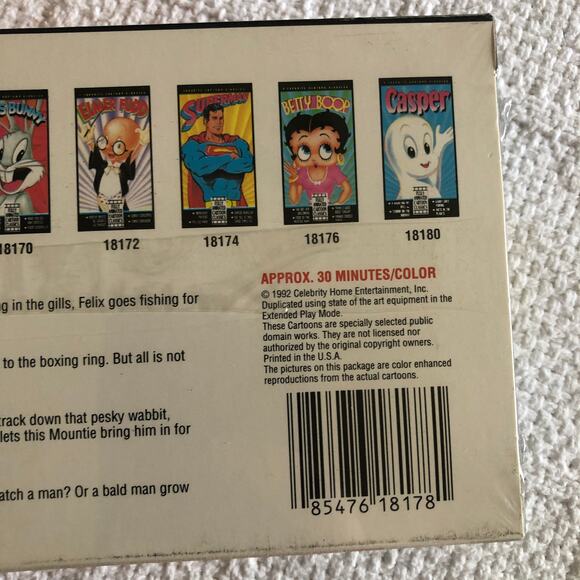 S BUNNY
ELMER FUDD
SUPERMAN
BETTY BOOP
Casper
18170
18172
18174
18176
18180
APPROX. 30 MINUTES/COLOR
© 1992 Celebrity Home Entertainment, Inc.
Duplicated using state of the art equipment in the
Extended Play Mode.
These Cartoons are specially selected public
domain works. They are not licensed nor
authorized by the original copyright owners.
Printed in the U.S.A.
The pictures on this package are color enhanced
reproductions from the actual cartoons.
g in the gills, Felix goes fishing for
to the boxing ring. But all is not
track down that pesky wabbit,
lets this Mountie bring him in for
atch a man? Or a bald man grow
85476 18178